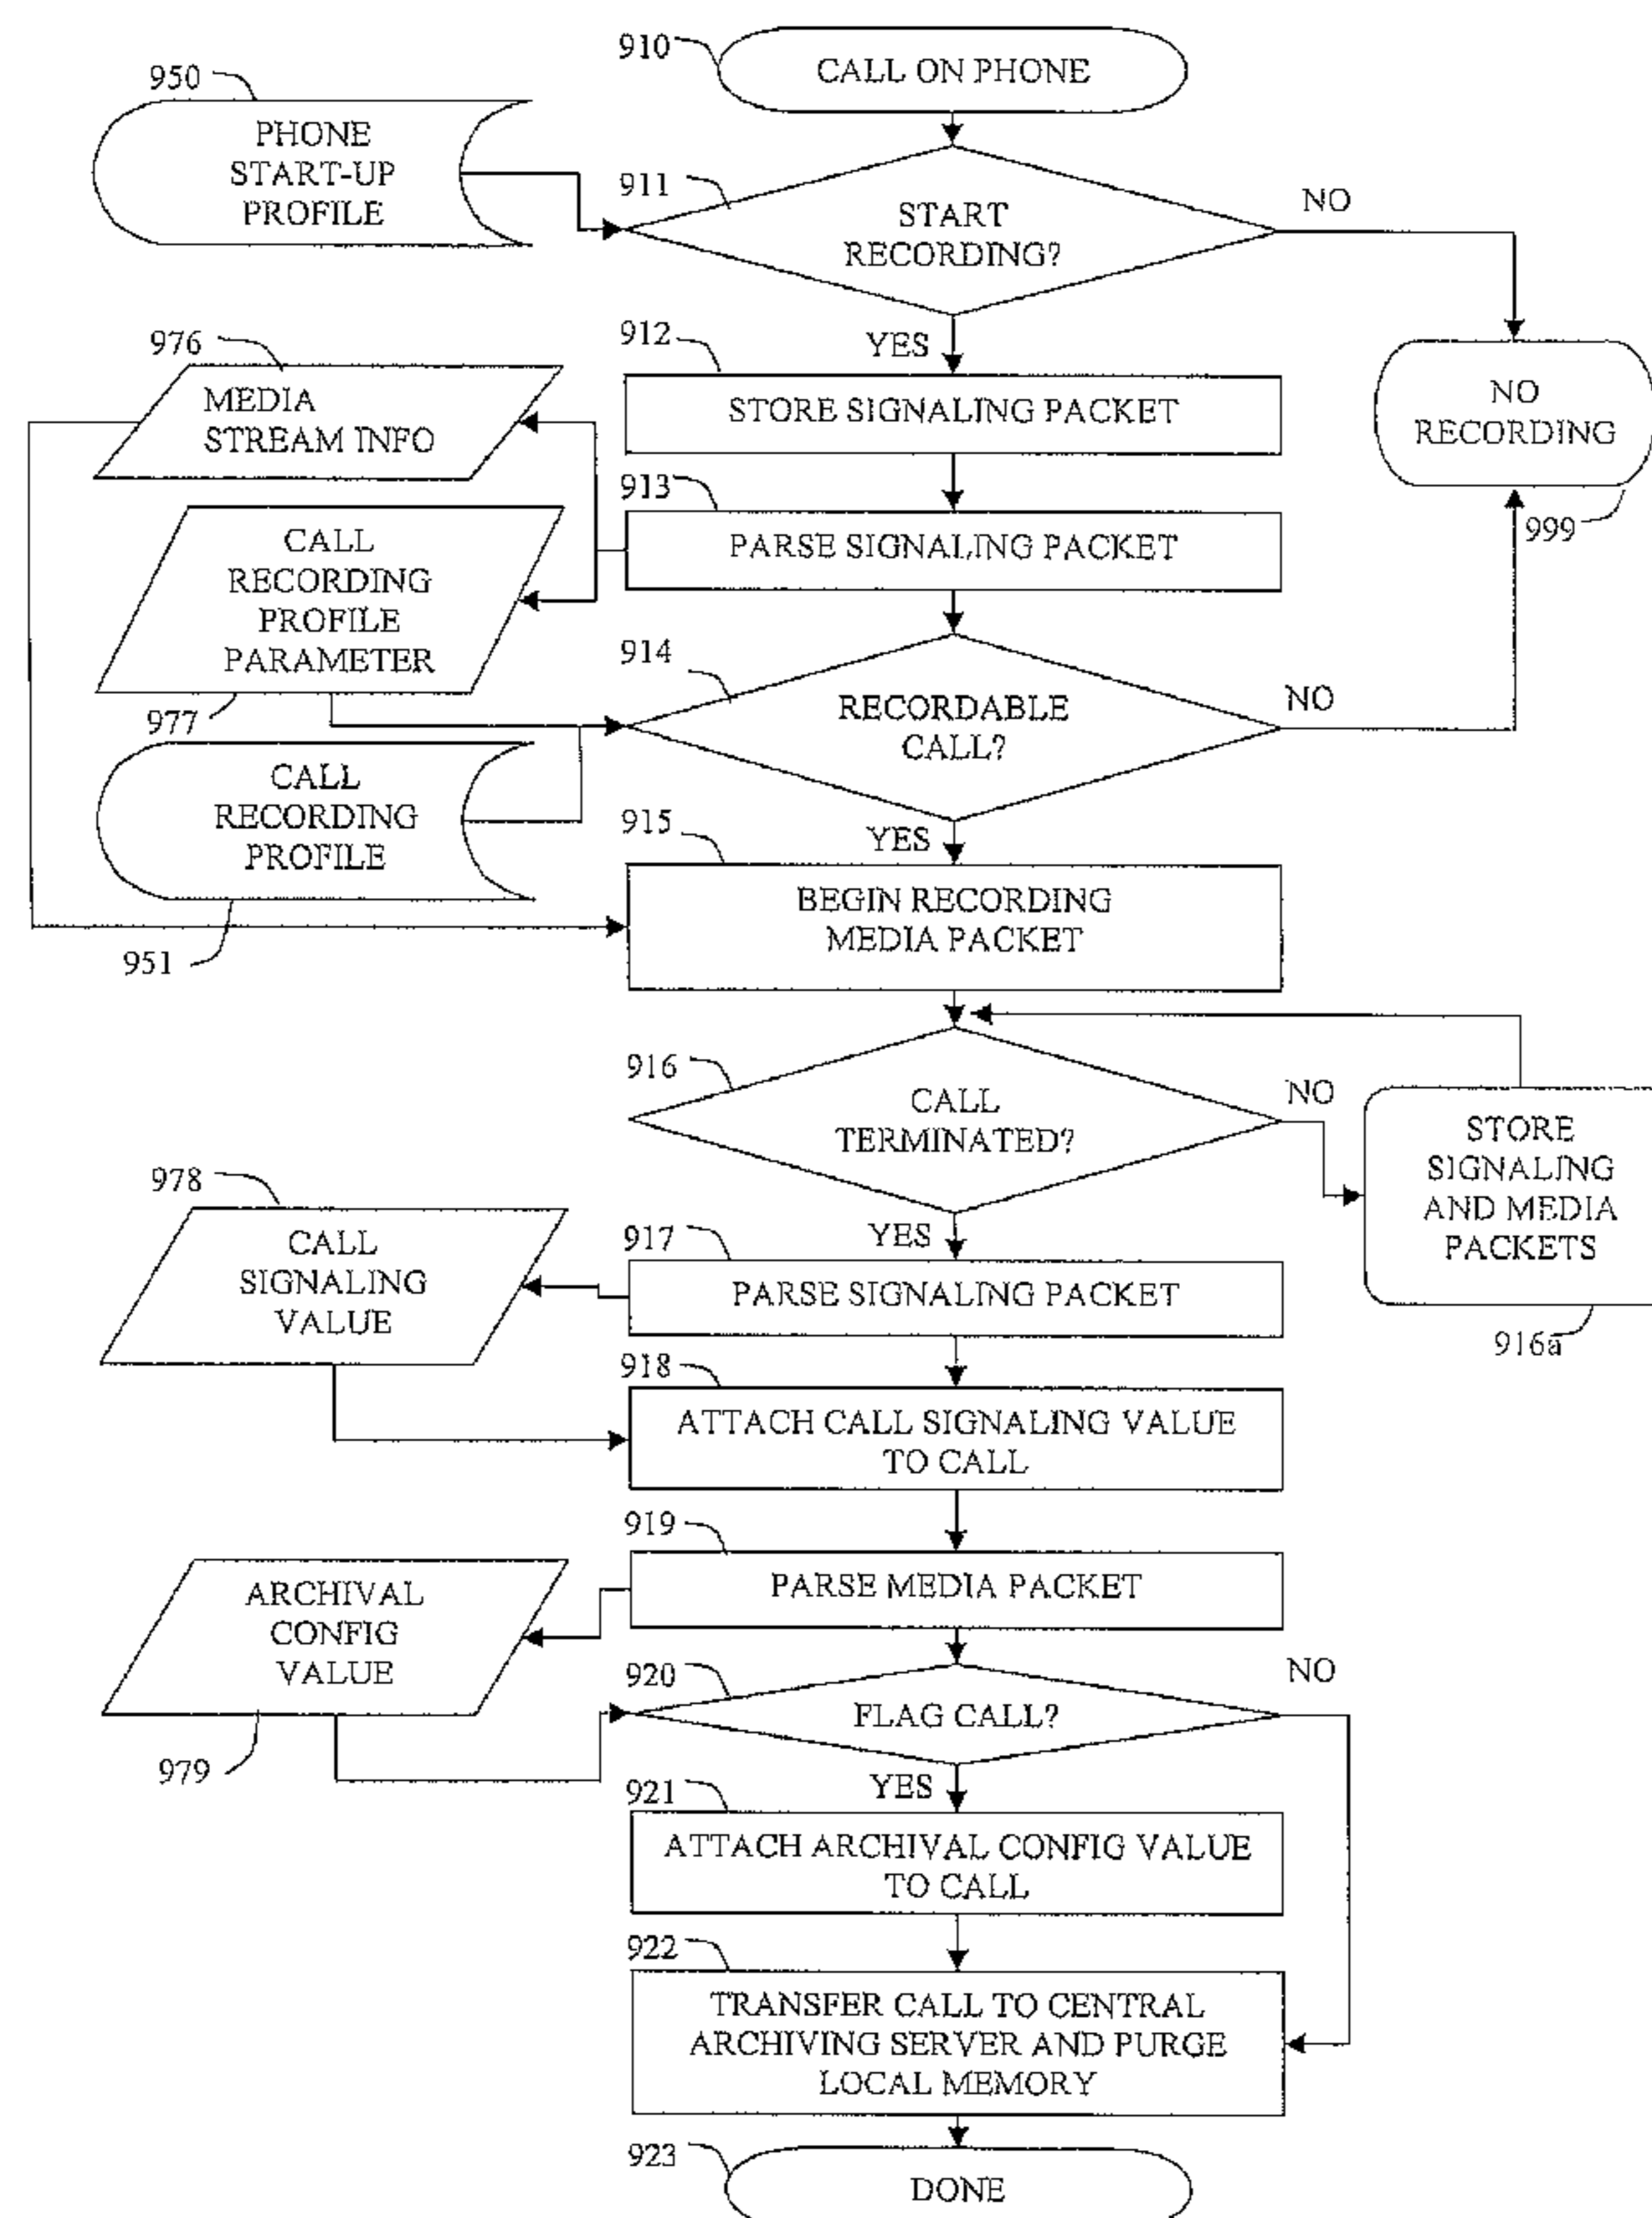 910
CALL ON PHONE
950
PHONE
START-UP
PROFILE
911
START
RECORDING?
NO
YES
912
STORE SIGNALING PACKET
NO
RECORDING
999
976
MEDIA
STREAM INFO
913
PARSE SIGNALING PACKET
CALL
RECORDING
PROFILE
PARAMETER
977
914
RECORDABLE
CALL?
NO
YES
CALL
RECORDING
PROFILE
951
915
BEGIN RECORDING
MEDIA PACKET
916
CALL
TERMINATED?
NO
YES
STORE
SIGNALING
AND MEDIA
PACKETS
916a
978
CALL
SIGNALING
VALUE
917
PARSE SIGNALING PACKET
918
ATTACH CALL SIGNALING VALUE
TO CALL
919
PARSE MEDIA PACKET
ARCHIVAL
CONFIG
VALUE
979
920
FLAG CALL?
NO
YES
921
ATTACH ARCHIVAL CONFIG VALUE
TO CALL
922
TRANSFER CALL TO CENTRAL
ARCHIVING SERVER AND PURGE
LOCAL MEMORY
923
DONE